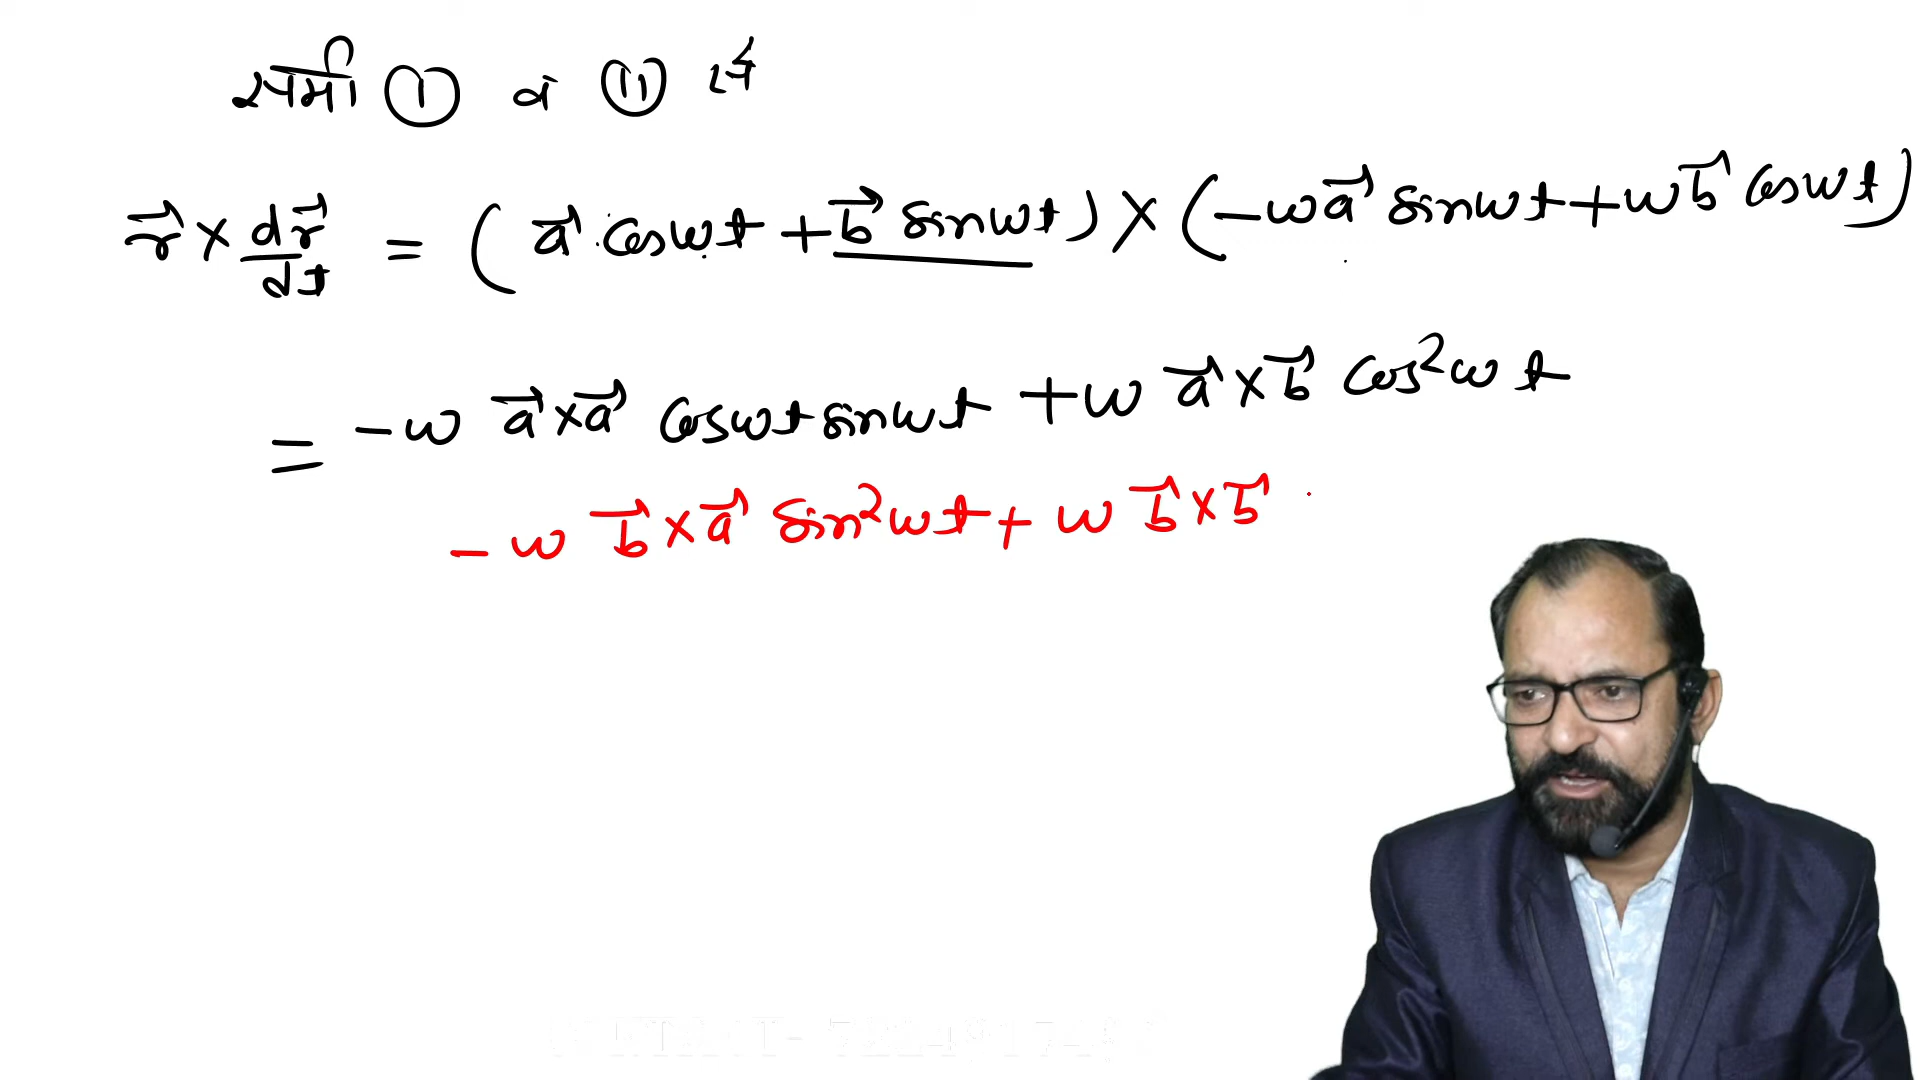 समी ① व ⑪ से
r⃗ × dr⃗/dt = (a⃗ . cosωt + b⃗ sinωt) × (-ωa⃗ sinωt + ωb⃗ cosωt)
= -ω a⃗×a⃗ cosωt sinωt + ω a⃗×b⃗ cos²ωt
-ω b⃗×a⃗ sin²ωt + ω b⃗×b⃗